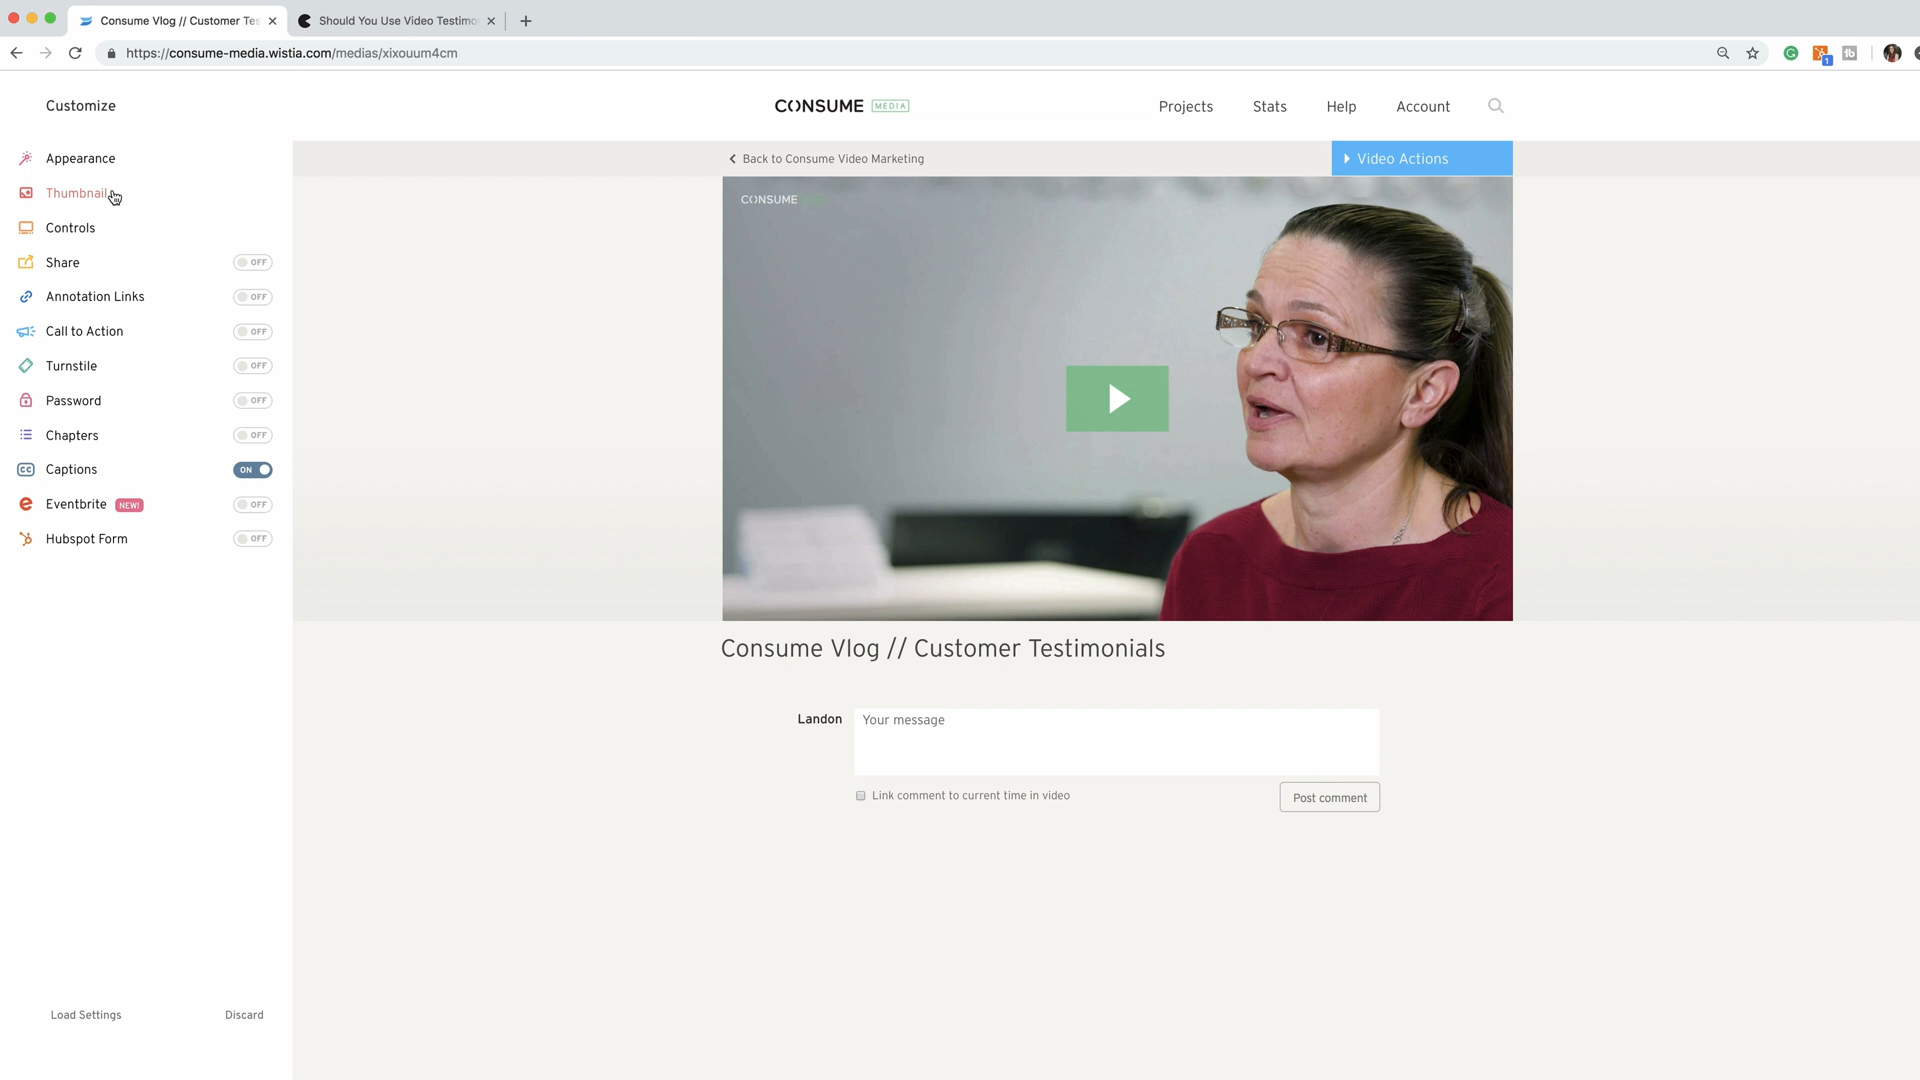 Consume Vlog // Customer Tes
Should You Use Video Testimo
https://consume-media.wistia.com/medias/xixouum4cm
1
Customize
CONSUME MEDIA
Projects
Stats
Help
Account
Appearance
Thumbnail
Controls
Share OFF
Annotation Links OFF
Call to Action OFF
Turnstile OFF
Password OFF
Chapters OFF
CC Captions ON
Eventbrite NEW! OFF
Hubspot Form OFF
Load Settings
Discard
Back to Consume Video Marketing
Video Actions
CONSUME
Consume Vlog // Customer Testimonials
Landon
Your message
Link comment to current time in video
Post comment